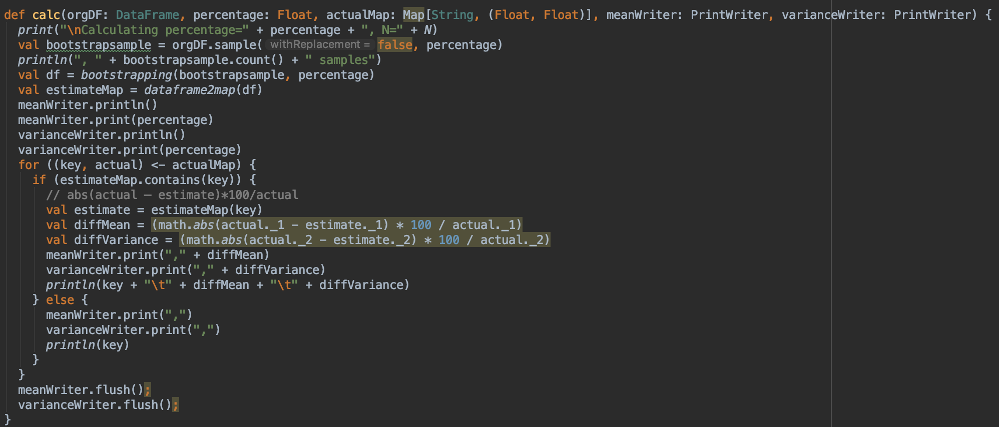 def calc(orgDF: DataFrame, percentage: Float, actualMap: Map[String, (Float, Float)], meanWriter: PrintWriter, varianceWriter: PrintWriter) {
  print("\nCalculating percentage=" + percentage + ", N=" + N)
  val bootstrapsample = orgDF.sample( withReplacement = false, percentage)
  println(", " + bootstrapsample.count() + " samples")
  val df = bootstrapping(bootstrapsample, percentage)
  val estimateMap = dataframe2map(df)
  meanWriter.println()
  meanWriter.print(percentage)
  varianceWriter.println()
  varianceWriter.print(percentage)
  for ((key, actual) <- actualMap) {
    if (estimateMap.contains(key)) {
      // abs(actual — estimate)*100/actual
      val estimate = estimateMap(key)
      val diffMean = (math.abs(actual._1 - estimate._1) * 100 / actual._1)
      val diffVariance = (math.abs(actual._2 - estimate._2) * 100 / actual._2)
      meanWriter.print("," + diffMean)
      varianceWriter.print("," + diffVariance)
      println(key + "\t" + diffMean + "\t" + diffVariance)
    } else {
      meanWriter.print(",")
      varianceWriter.print(",")
      println(key)
    }
  }
  meanWriter.flush();
  varianceWriter.flush();
}